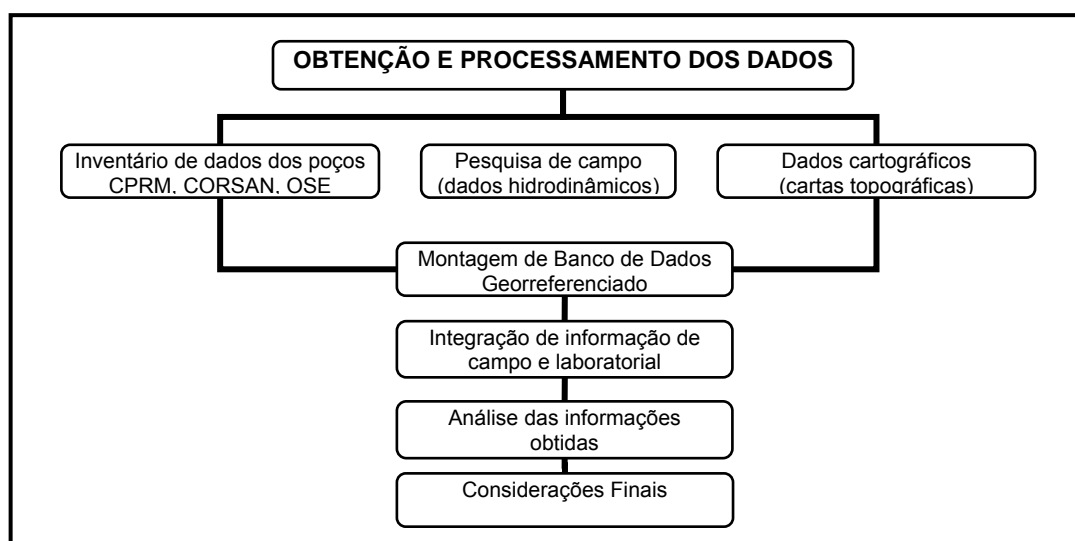 OBTENÇÃO E PROCESSAMENTO DOS DADOS
Inventário de dados dos poços
CPRM, CORSAN, OSE
Pesquisa de campo
(dados hidrodinâmicos)
Dados cartográficos
(cartas topográficas)
Montagem de Banco de Dados
Georreferenciado
Integração de informação de
campo e laboratorial
Análise das informações
obtidas
Considerações Finais